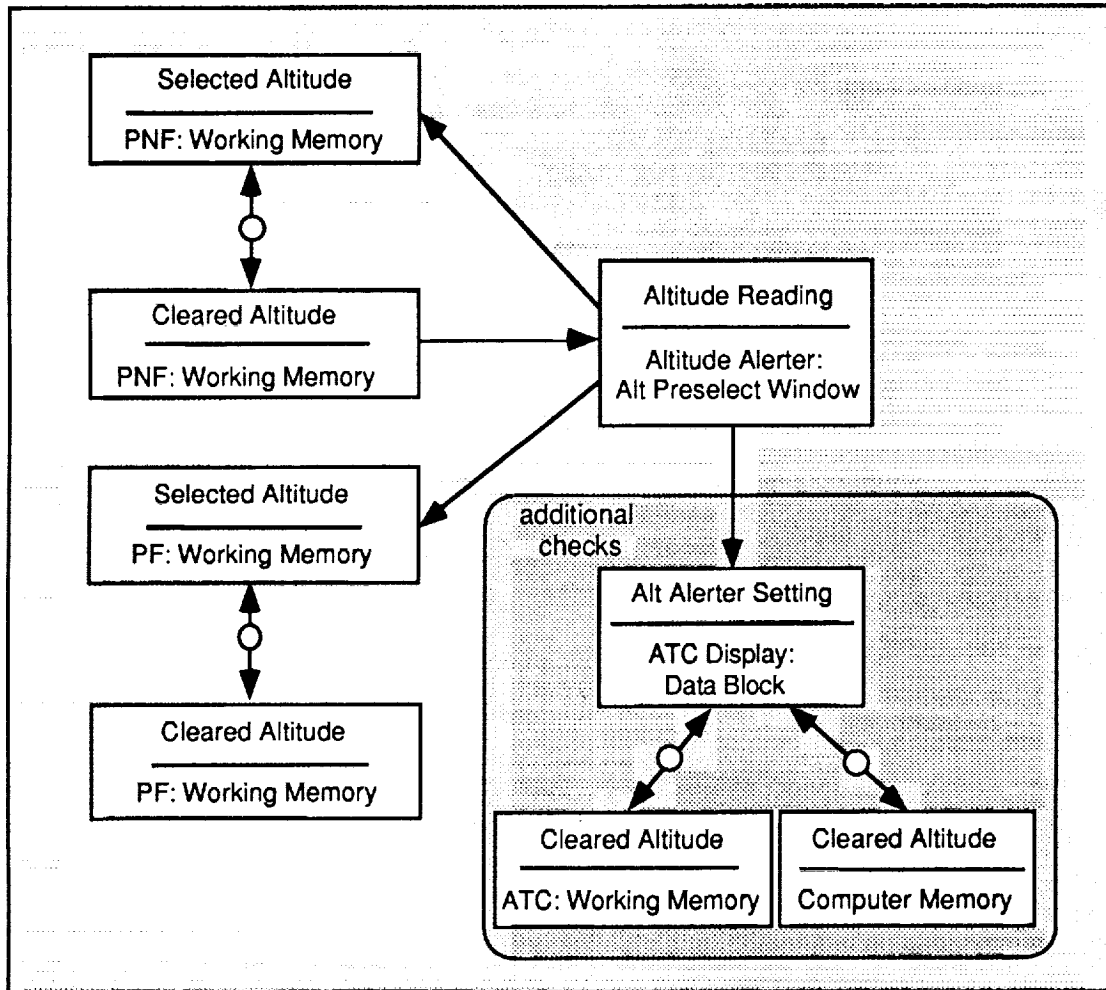 Selected Altitude
PNF: Working Memory
Cleared Altitude
PNF: Working Memory
Altitude Reading
Altitude Alerter:
Alt Preselect Window
Selected Altitude
PF: Working Memory
Cleared Altitude
PF: Working Memory
additional
checks
Alt Alerter Setting
ATC Display:
Data Block
Cleared Altitude
ATC: Working Memory
Cleared Altitude
Computer Memory